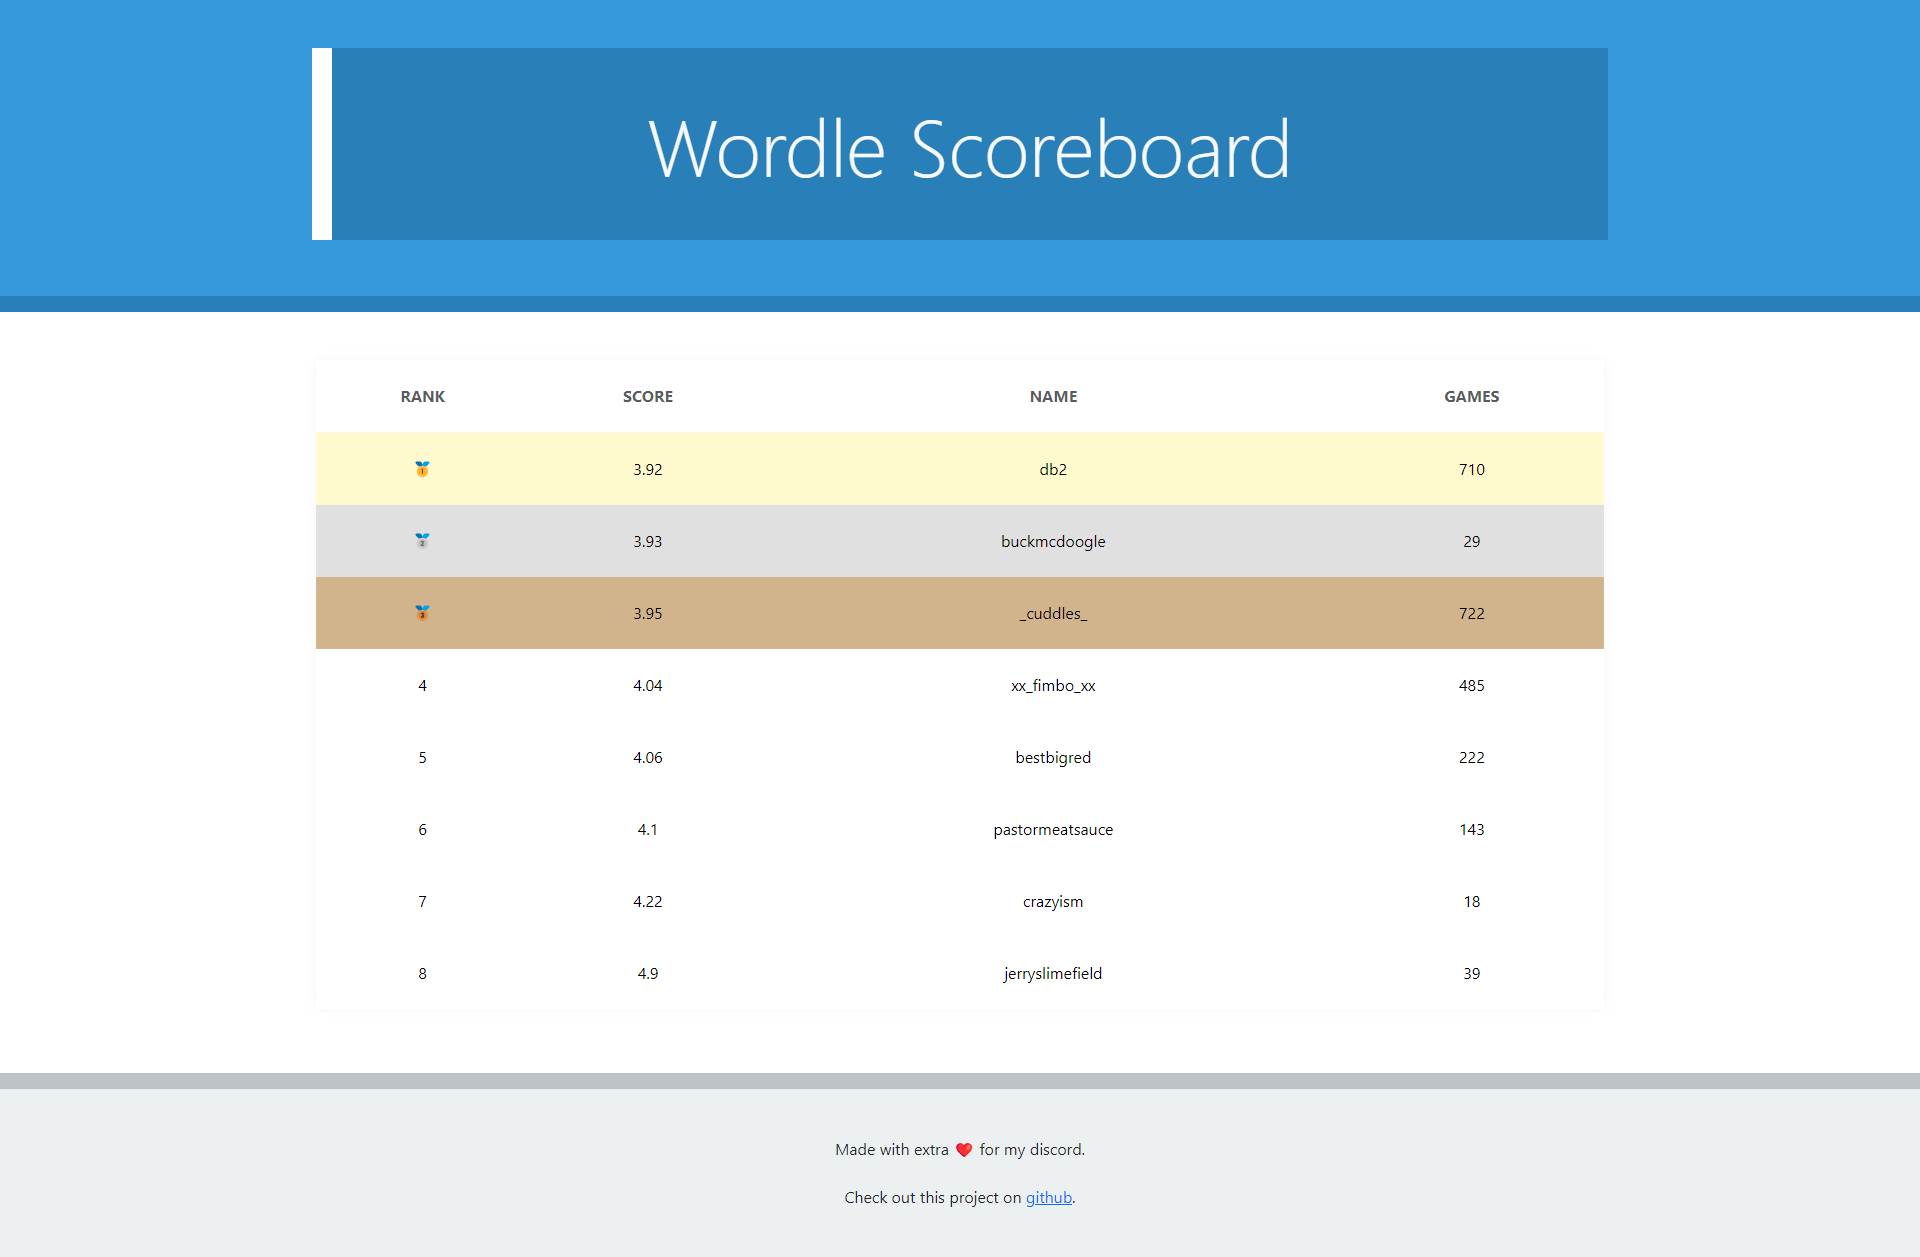 Wordle Scoreboard
RANK SCORE NAME GAMES
🥇 3.92 db2 710
🥈 3.93 buckmcdoogle 29
🥉 3.95 _cuddles_ 722
4 4.04 xx_fimbo_xx 485
5 4.06 bestbigred 222
6 4.1 pastormeatsauce 143
7 4.22 crazyism 18
8 4.9 jerryslimefield 39
Made with extra ❤️ for my discord.
Check out this project on github.